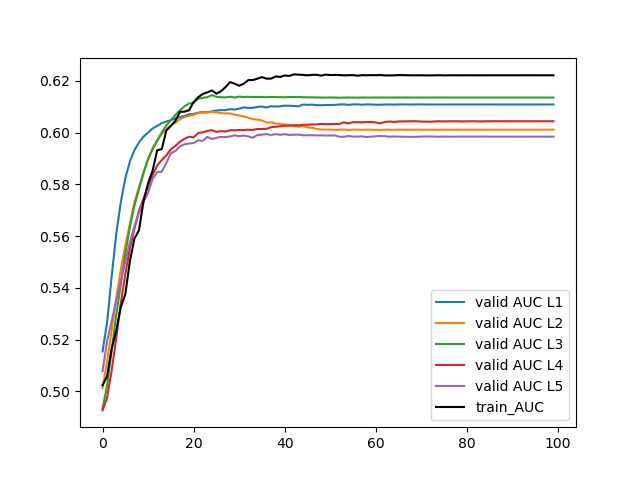 0.62
0.60
0.58
0.56
0.54
0.52
0.50
0 20 40 60 80 100
valid AUC L1
valid AUC L2
valid AUC L3
valid AUC L4
valid AUC L5
train_AUC